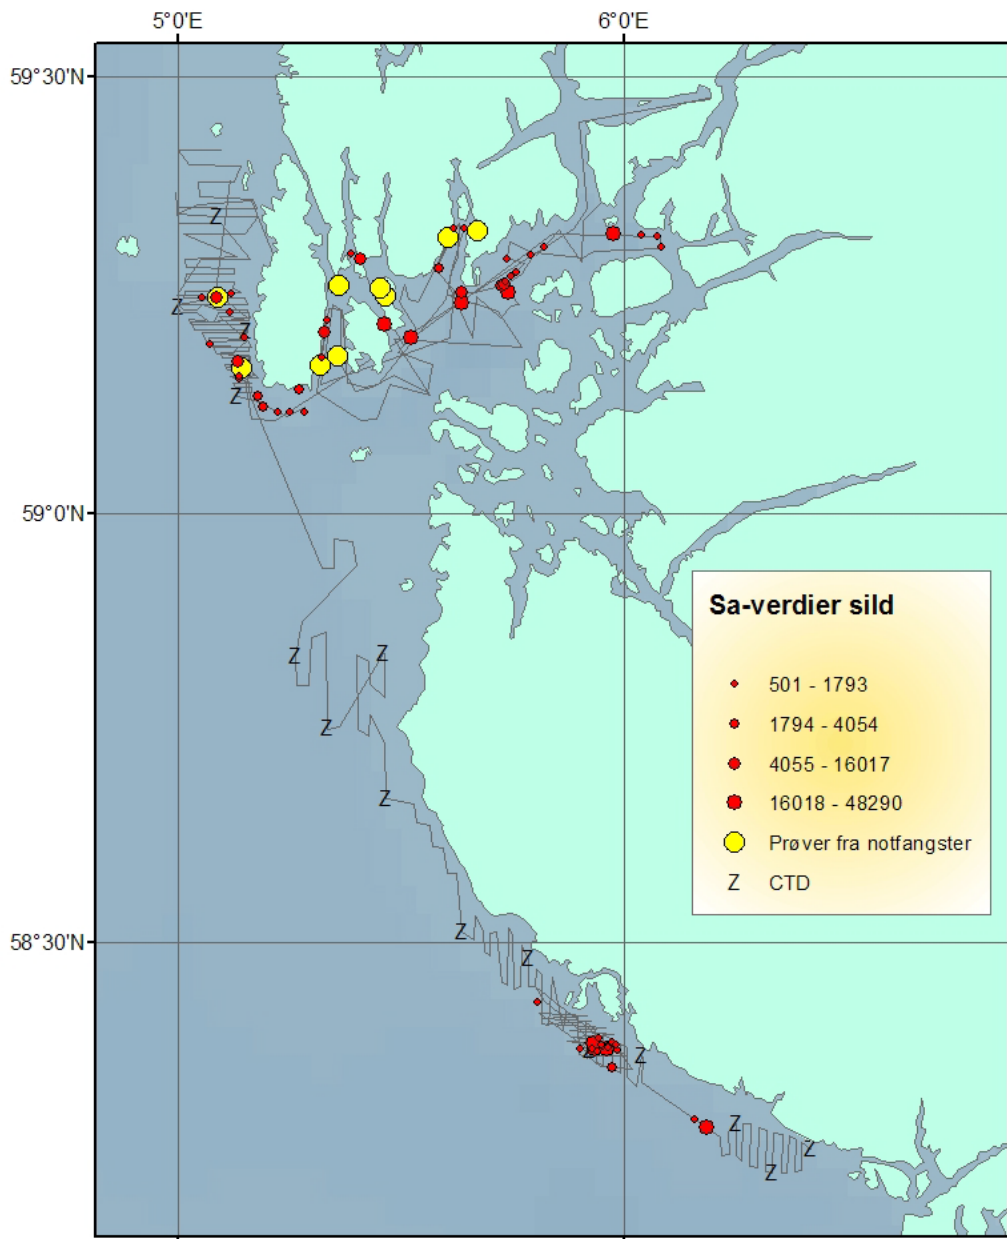 5°0'E 6°0'E
59°30'N
Z
Z
Z
Z
59°0'N
Z
Z
Z
Z
Z
58°30'N
Z
Z
Z
Z
Z
Z
Sa-verdier sild
501 - 1793
1794 - 4054
4055 - 16017
16018 - 48290
Prøver fra notfangster
Z CTD